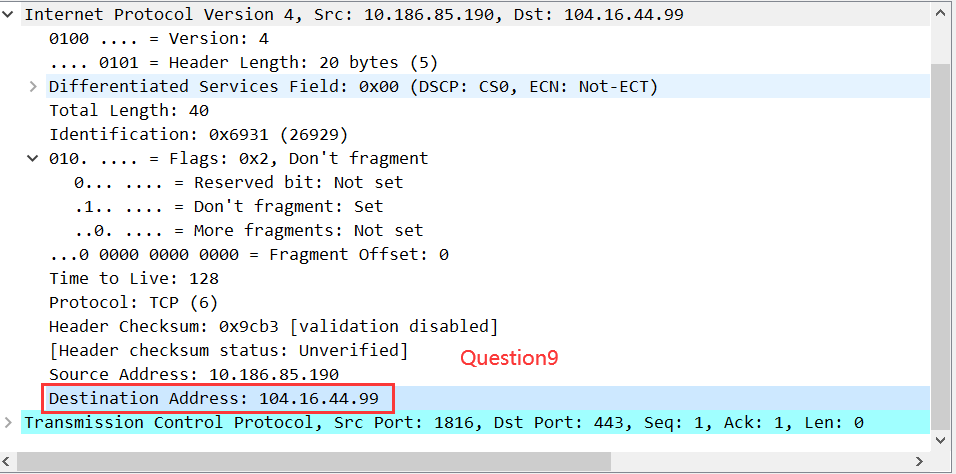 Internet Protocol Version 4, Src: 10.186.85.190, Dst: 104.16.44.99
0100 .... = Version: 4
.... 0101 = Header Length: 20 bytes (5)
Differentiated Services Field: 0x00 (DSCP: CS0, ECN: Not-ECT)
Total Length: 40
Identification: 0x6931 (26929)
010. .... = Flags: 0x2, Don't fragment
0... .... = Reserved bit: Not set
.1.. .... = Don't fragment: Set
..0. .... = More fragments: Not set
...0 0000 0000 0000 = Fragment Offset: 0
Time to Live: 128
Protocol: TCP (6)
Header Checksum: 0x9cb3 [validation disabled]
[Header checksum status: Unverified]
Question9
Source Address: 10.186.85.190
Destination Address: 104.16.44.99
Transmission Control Protocol, Src Port: 1816, Dst Port: 443, Seq: 1, Ack: 1, Len: 0